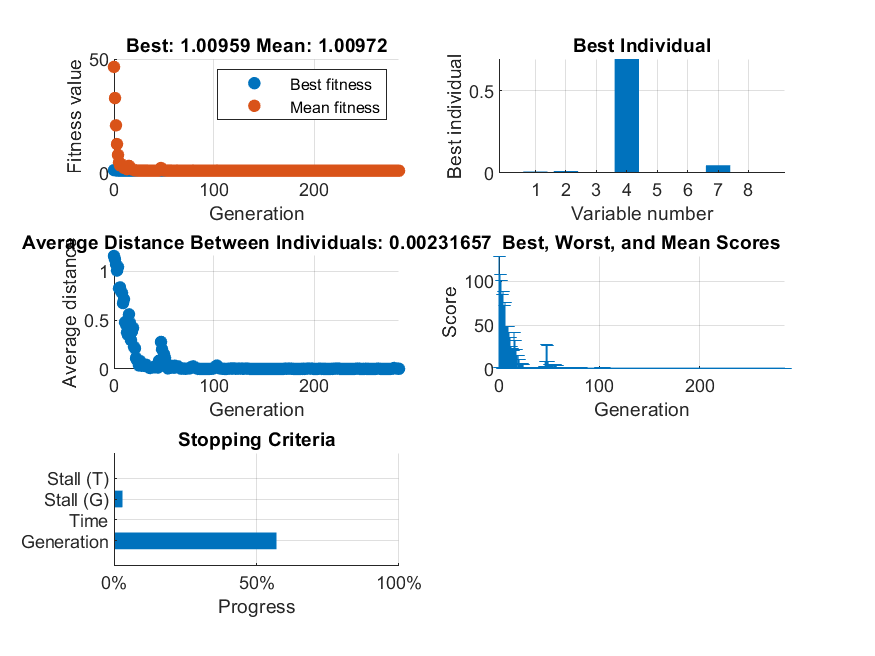 Best: 1.00959 Mean: 1.00972
50
0
Fitness value
Best fitness
Mean fitness
0 100 200
Generation
Best Individual
0.5
0
Best individual
1 2 3 4 5 6 7 8
Variable number
Average Distance Between Individuals: 0.00231657
1
0.5
0
Average distance
0 100 200
Generation
Best, Worst, and Mean Scores
100
50
0
Score
0 100 200
Generation
Stopping Criteria
Stall (T)
Stall (G)
Time
Generation
0% 50% 100%
Progress